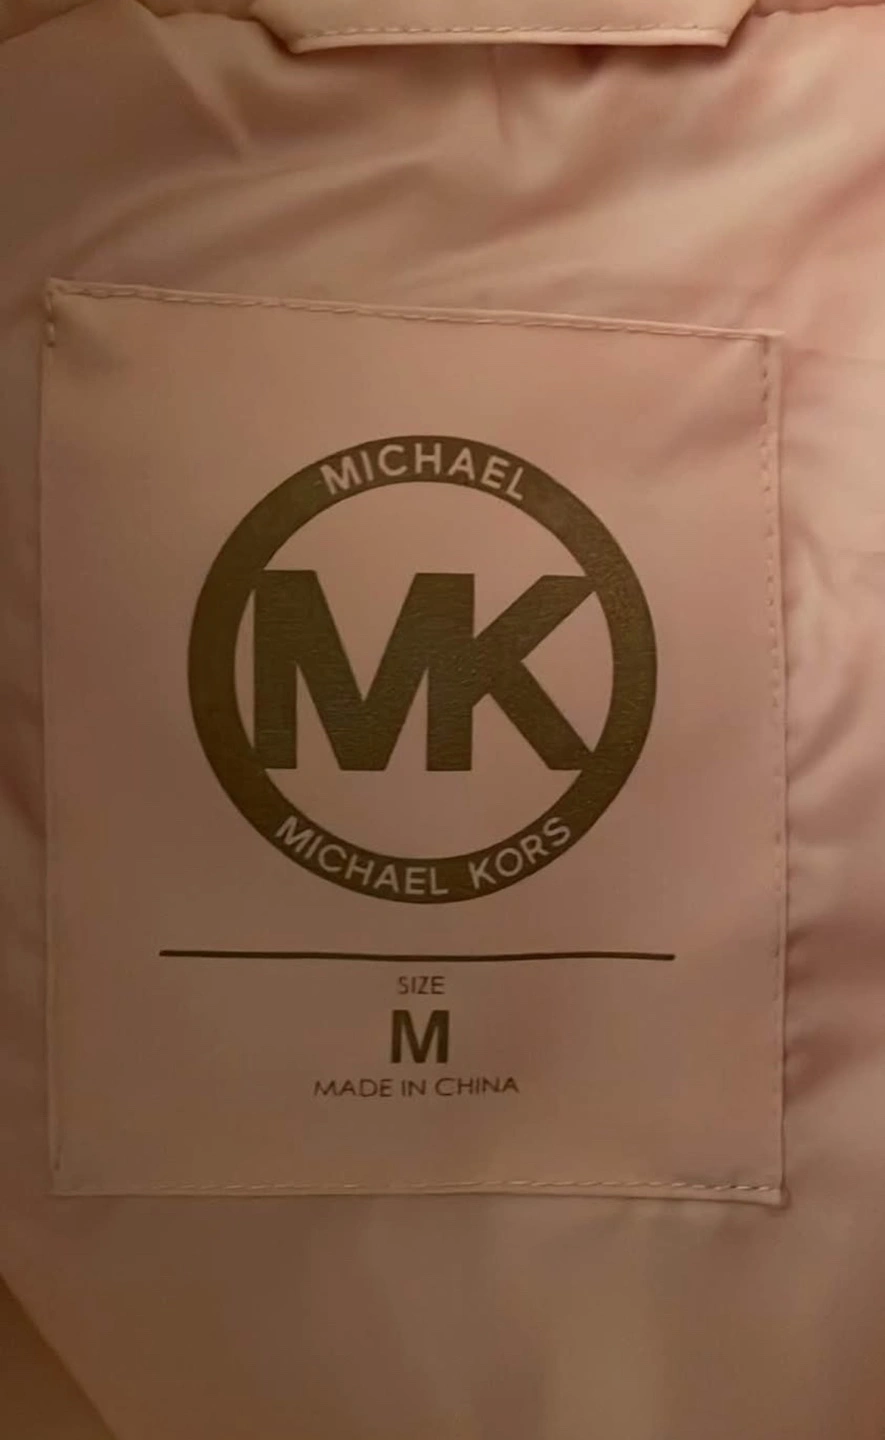 MICHAEL
MK
MICHAEL KORS
SIZE
M
MADE IN CHINA